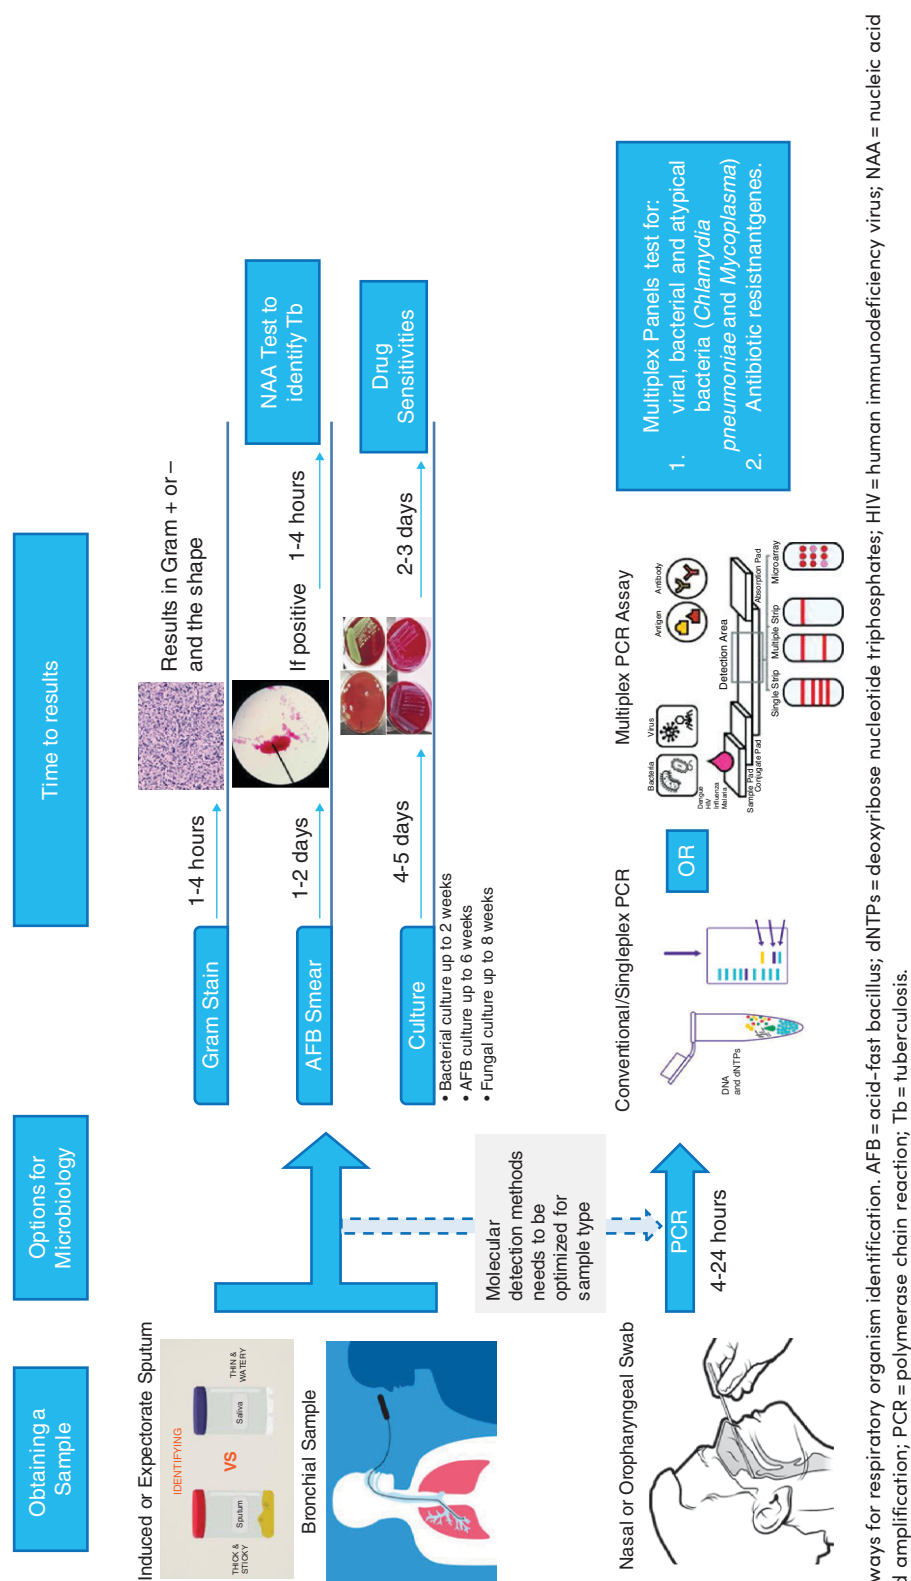 Obtaining a
Sample
Options for
Microbiology
Time to results
Induced or Expectorate Sputum
IDENTIFYING
THICK &
STICKY
Sputum
VS
Saliva
THIN &
WATERY
Bronchial Sample
Gram Stain
1-4 hours
Results in Gram + or –
and the shape
AFB Smear
1-2 days
If positive
1-4 hours
NAA Test to
identify Tb
Culture
4-5 days
2-3 days
Drug
Sensitivities
• Bacterial culture up to 2 weeks
• AFB culture up to 6 weeks
• Fungal culture up to 8 weeks
Molecular
detection methods
needs to be
optimized for
sample type
Nasal or Oropharyngeal Swab
PCR
4-24 hours
Conventional/Singleplex PCR
DNA
and dNTPs
OR
Multiplex PCR Assay
Bacteria
Virus
Antigen
Antibody
Dengue
HIV
Influenza
Malaria
Detection Area
Sample Pad
Conjugate Pad
Absorption Pad
Single Strip
Multiple Strip
Microarray
Multiplex Panels test for:
1. viral, bacterial and atypical
bacteria (Chlamydia
pneumoniae and Mycoplasma)
2. Antibiotic resistnantgenes.
ways for respiratory organism identification. AFB = acid-fast bacillus; dNTPs = deoxyribose nucleotide triphosphates; HIV = human immunodeficiency virus; NAA = nucleic acid
d amplification; PCR = polymerase chain reaction; Tb = tuberculosis.